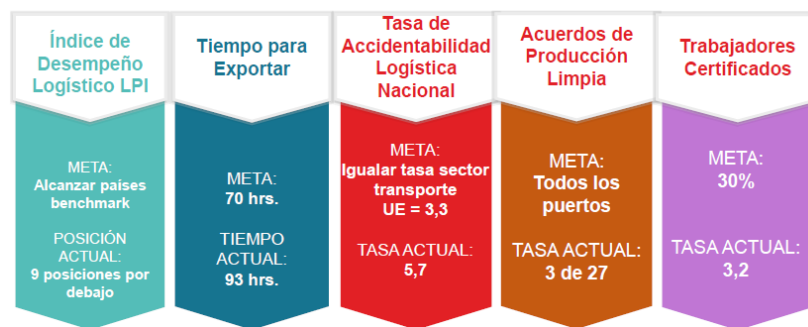 Índice de
Desempeño
Logístico LPI
META:
Alcanzar países
benchmark
POSICIÓN
ACTUAL:
9 posiciones por
debajo
Tiempo para
Exportar
META:
70 hrs.
TIEMPO
ACTUAL:
93 hrs.
Tasa de
Accidentabilidad
Logística
Nacional
META:
Igualar tasa sector
transporte
UE = 3,3
TASA ACTUAL:
5,7
Acuerdos de
Producción
Limpia
META:
Todos los
puertos
TASA ACTUAL:
3 de 27
Trabajadores
Certificados
META:
30%
TASA ACTUAL:
3,2